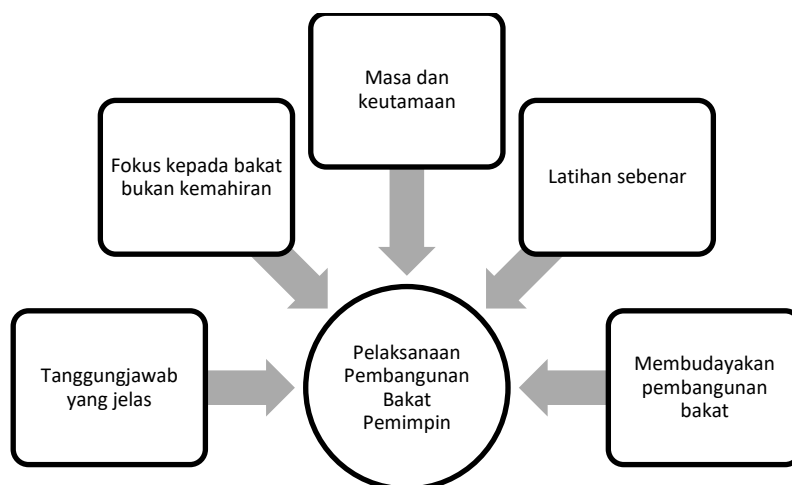 Masa dan
keutamaan
Fokus kepada bakat
bukan kemahiran
Latihan sebenar
Tanggungjawab
yang jelas
Pelaksanaan
Pembangunan
Bakat
Pemimpin
Membudayakan
pembangunan
bakat